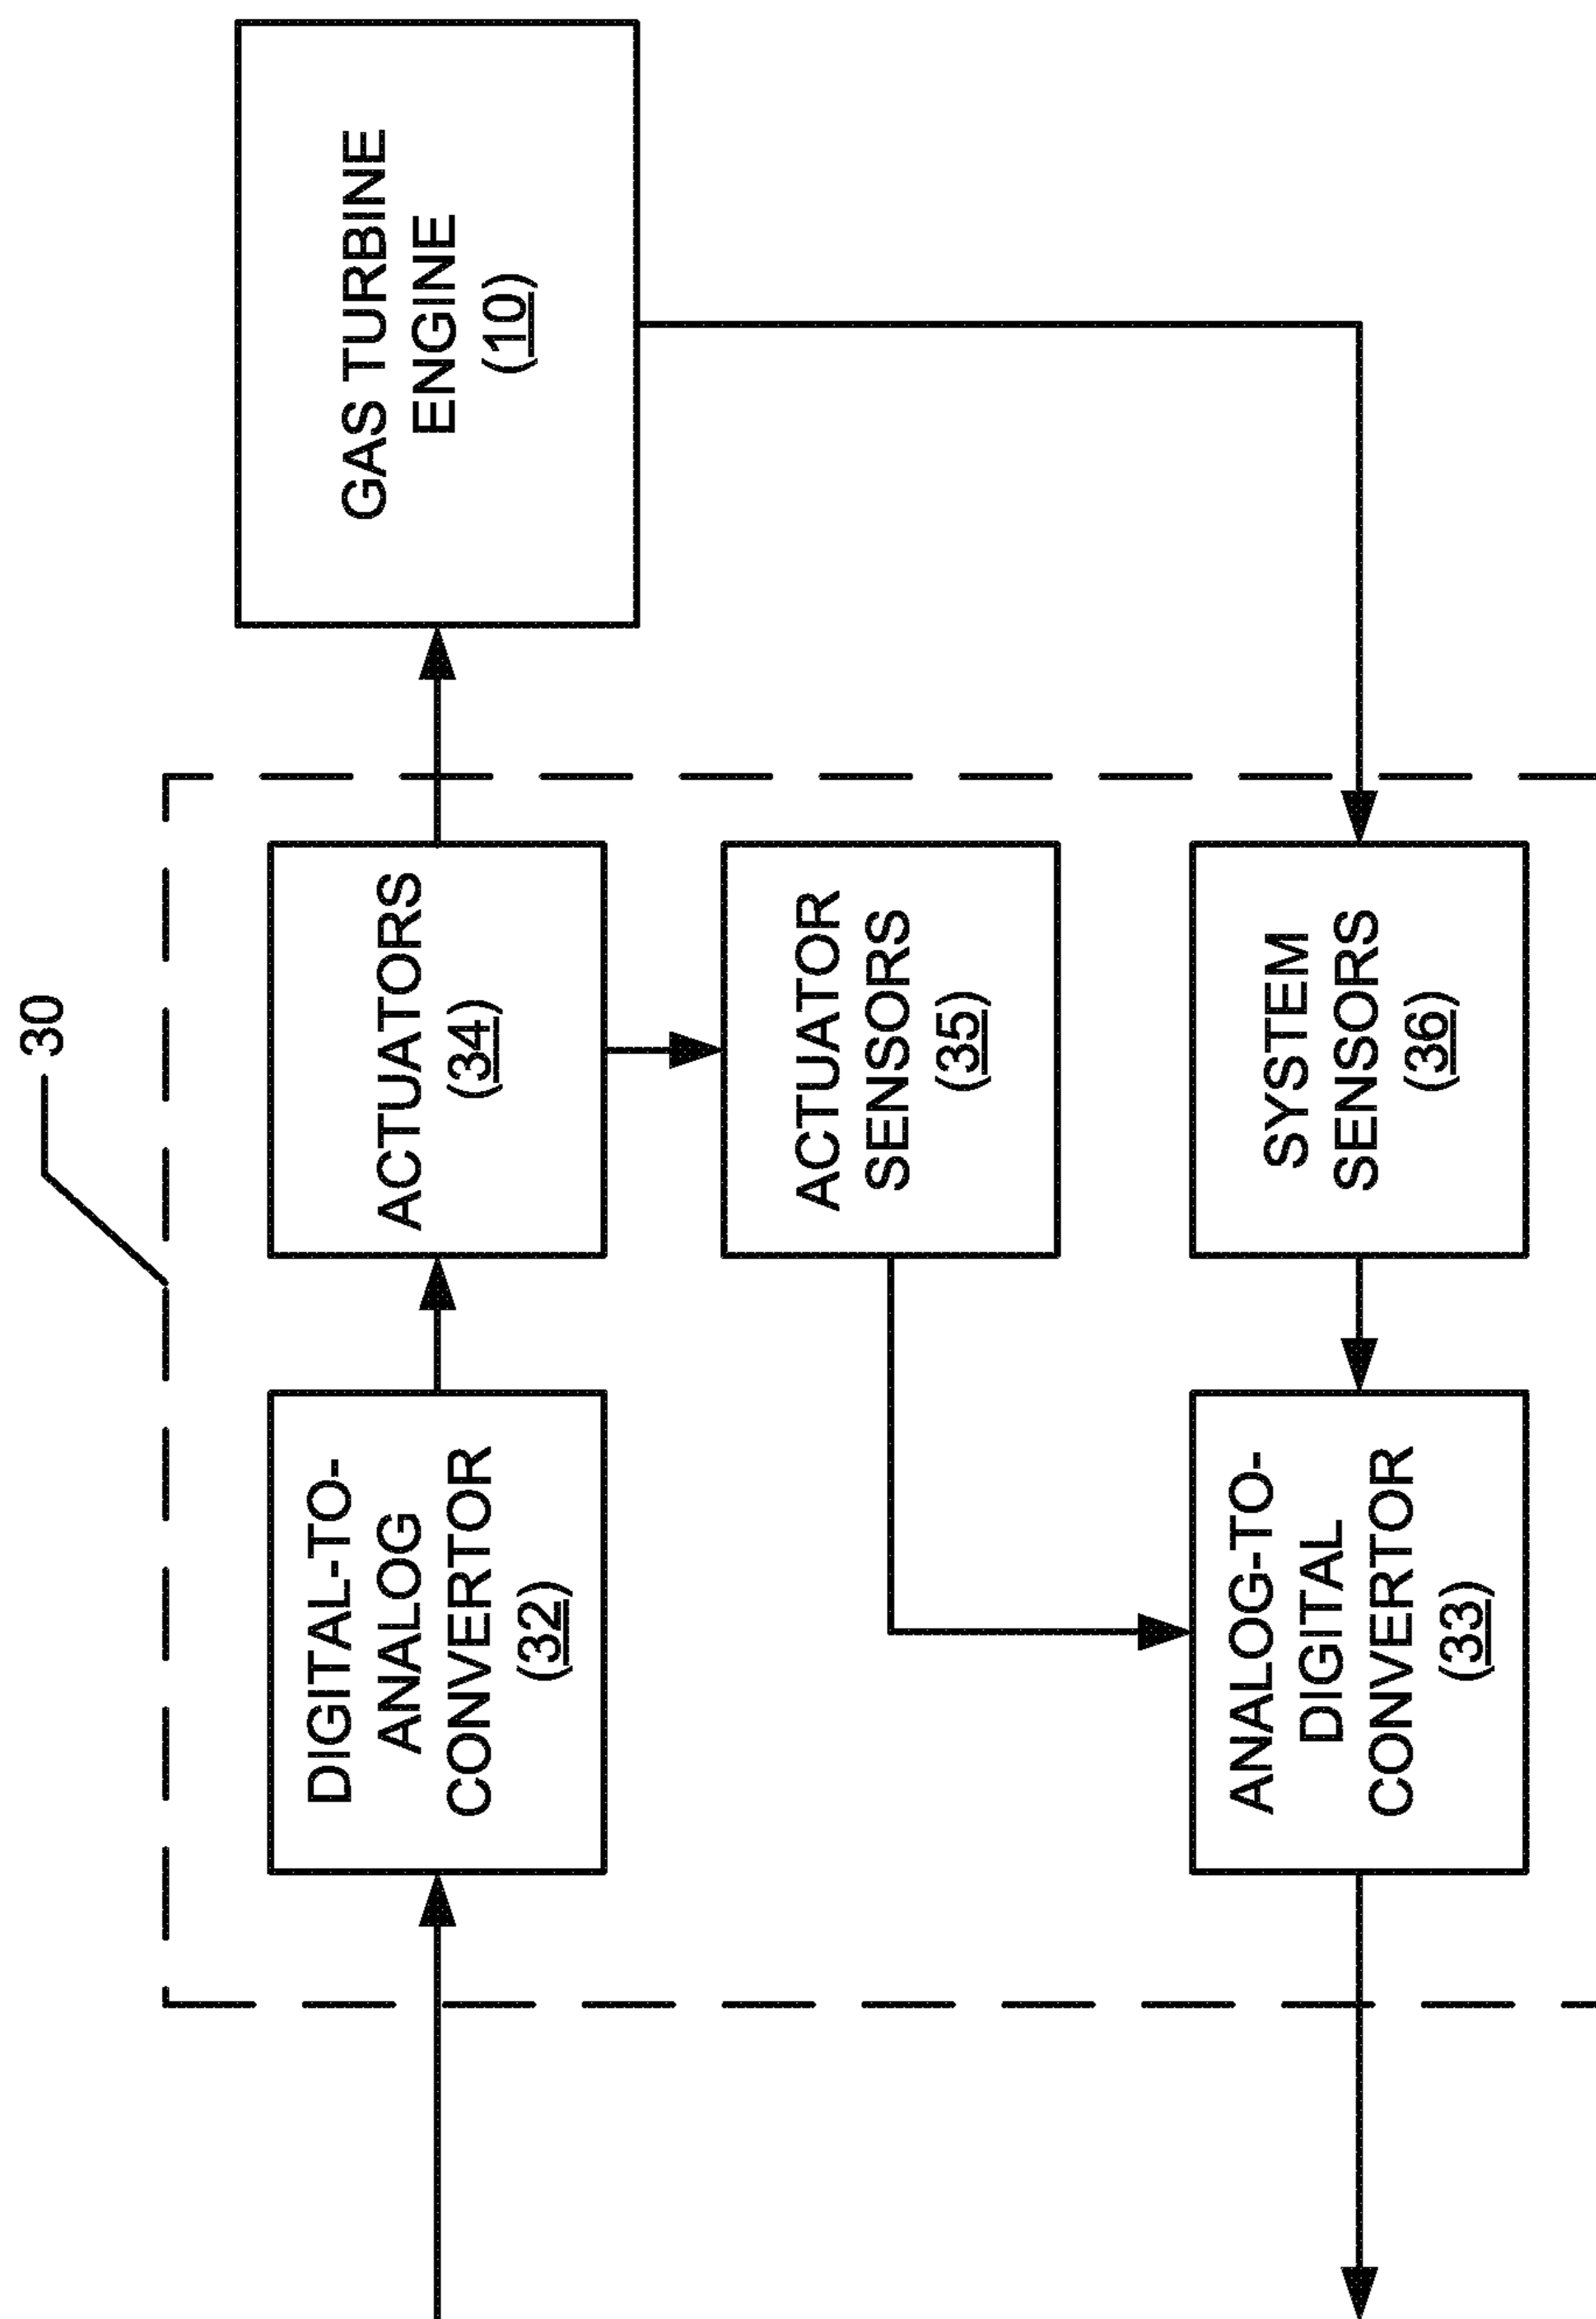 30
DIGITAL-TO-
ANALOG
CONVERTOR
(32)
ACTUATORS
(34)
GAS TURBINE
ENGINE
(10)
ACTUATOR
SENSORS
(35)
ANALOG-TO-
DIGITAL
CONVERTOR
(33)
SYSTEM
SENSORS
(36)